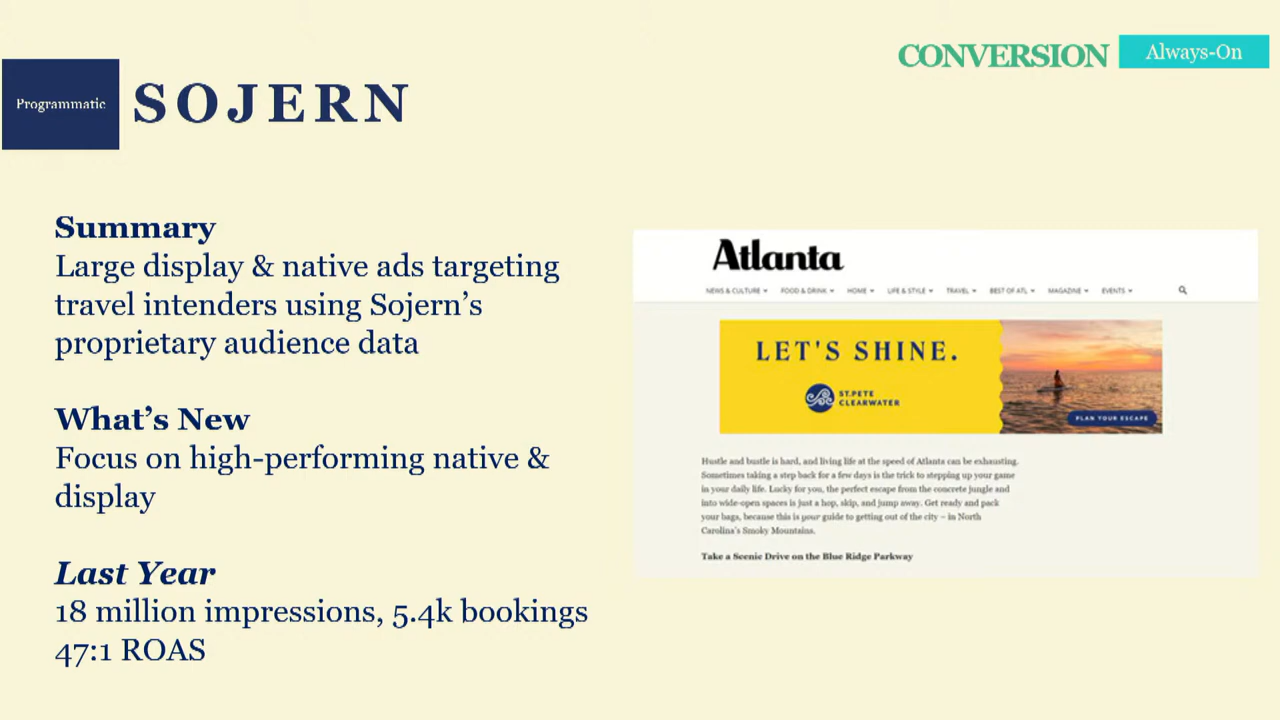 CONVERSION
Always-On
Programmatic
SOJERN
Summary
Large display & native ads targeting
travel intenders using Sojern’s
proprietary audience data
What’s New
Focus on high-performing native &
display
Last Year
18 million impressions, 5.4k bookings
47:1 ROAS
Atlanta
NEWS & CULTURE
FOOD & DRINK
HOME
LIFE & STYLE
TRAVEL
BEST OF ATL
MAGAZINE
EVENTS
LET'S SHINE.
ST.PETE
CLEARWATER
PLAN YOUR ESCAPE
Hustle and bustle is hard, and living life at the speed of Atlanta can be exhausting.
Sometimes taking a step back for a few days is the trick to stepping up your game
in your daily life. Lucky for you, the perfect escape from the concrete jungle and
into wide-open spaces is just a hop, skip, and jump away. Get ready and pack
your bags, because this is your guide to getting out of the city – in North
Carolina's Smoky Mountains.
Take a Scenic Drive on the Blue Ridge Parkway